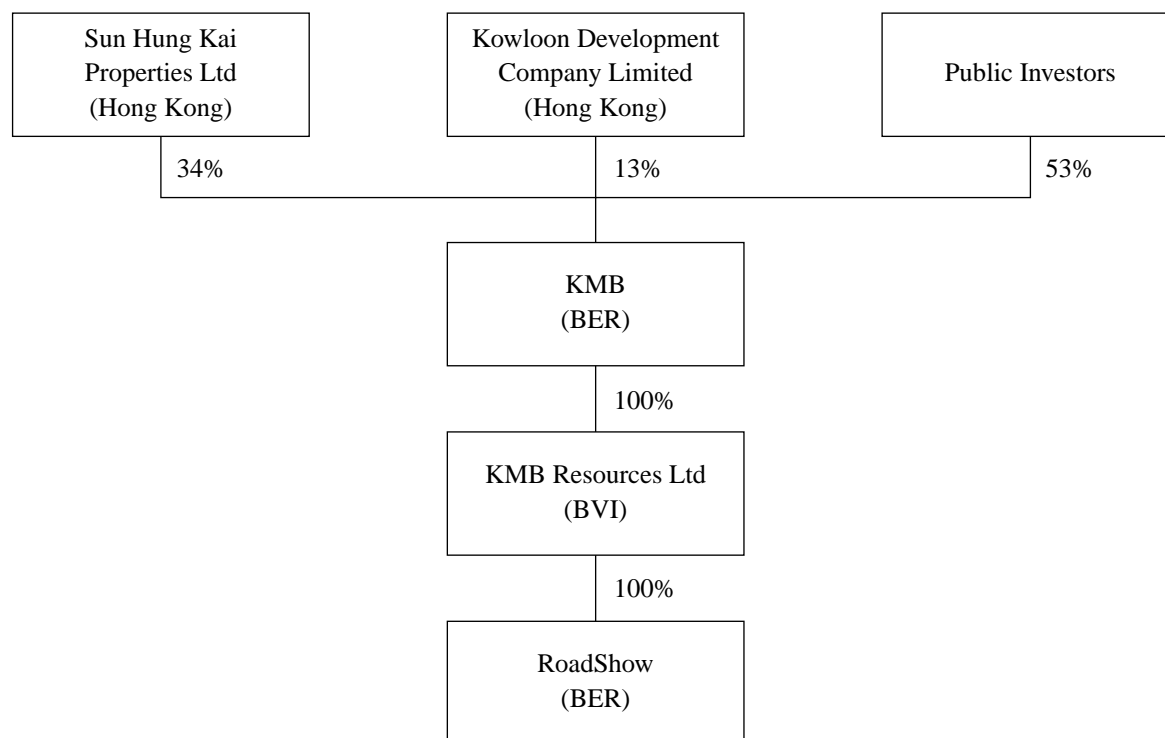 Sun Hung Kai
Properties Ltd
(Hong Kong)
Kowloon Development
Company Limited
(Hong Kong)
Public Investors
34%
13%
53%
KMB
(BER)
100%
KMB Resources Ltd
(BVI)
100%
RoadShow
(BER)